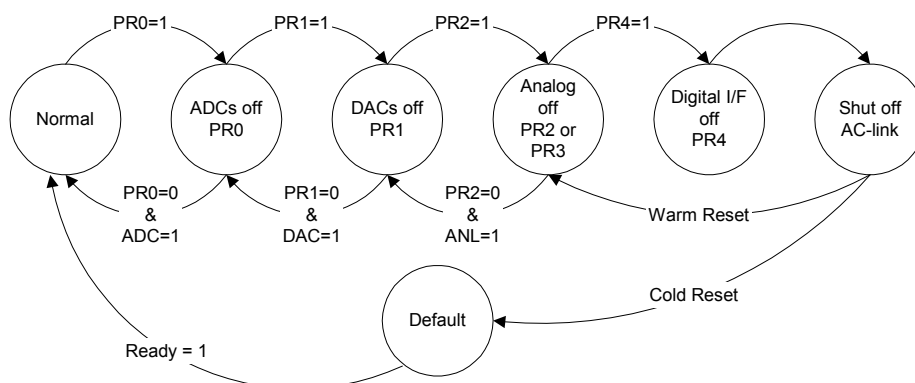 PR0=1
PR1=1
PR2=1
PR4=1
Normal
ADCs off
PR0
DACs off
PR1
Analog
off
PR2 or
PR3
Digital I/F
off
PR4
Shut off
AC-link
PR0=0
&
ADC=1
PR1=0
&
DAC=1
PR2=0
&
ANL=1
Warm Reset
Cold Reset
Default
Ready = 1